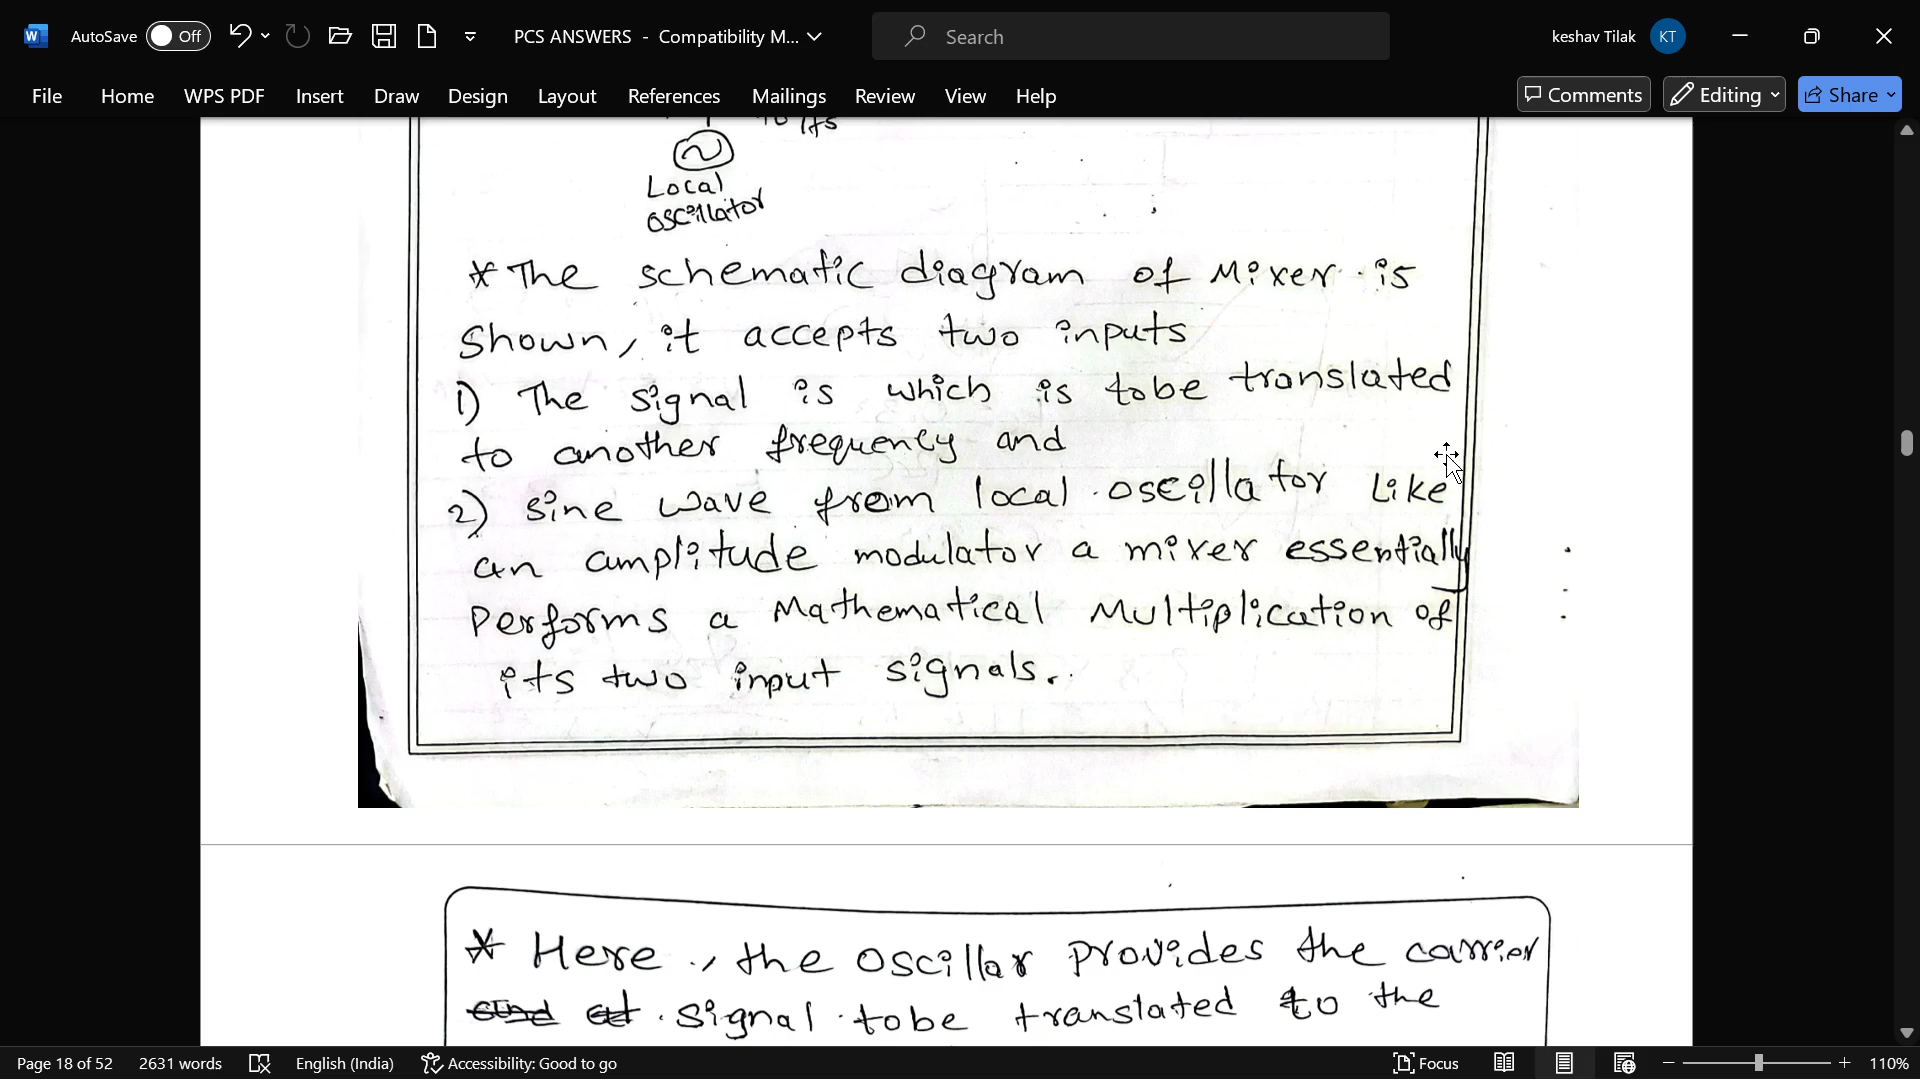 AutoSave Off PCS ANSWERS - Compatibility M... Search keshav Tilak KT
File Home WPS PDF Insert Draw Design Layout References Mailings Review View Help Comments Editing Share
to ffs
Local
oscillator
* The schematic diagram of Mixer is
Shown, it accepts two inputs
1) The signal is which is tobe translated
to another frequency and
2) Sine wave from local oscillator Like
an amplitude modulator a mixer essentially
Performs a Mathematical Multiplication of
its two input signals.
* Here, the Oscillar provides the carrier
signal tobe translated to the
Page 18 of 52 2631 words English (India) Accessibility: Good to go Focus 110%